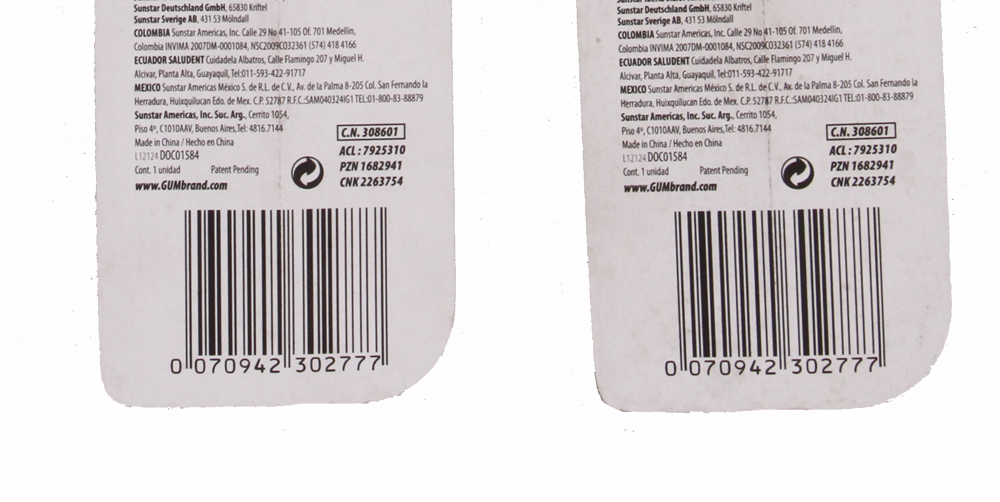 Sunstar Deutschland GmbH, 65830 Kriftel
Sunstar Sverige AB, 431 53 Mölndall
COLOMBIA Sunstar Americas, Inc. Calle 29 No 41-105 Of. 701 Medellin,
Colombia INVIMA 2007DM-0001084, NSC2009C032361 (574) 418 4166
ECUADOR SALUDENT Cuidadela Albatros, Calle Flamingo 207 y Miguel H.
Alcivar, Planta Alta, Guayaquil, Tel:011-593-422-91717
MEXICO Sunstar Americas México S. de R.L. de C.V., Av. de la Palma 8-205 Col. San Fernando la
Herradura, Huixquilucan Edo. de Mex. C.P. 52787 R.F.C.:SAM040324IG1 TEL:01-800-83-88879
Sunstar Americas, Inc. Suc. Arg., Cerrito 1054,
Piso 4º, C1010AAV, Buenos Aires,Tel: 4816.7144
Made in China / Hecho en China
L12124 DOC01584
Cont. 1 unidad Patent Pending
www.GUMbrand.com
C.N. 308601
ACL : 7925310
PZN 1682941
CNK 2263754
0 070942 302777
Sunstar Deutschland GmbH, 65830 Kriftel
Sunstar Sverige AB, 431 53 Mölndall
COLOMBIA Sunstar Americas, Inc. Calle 29 No 41-105 Of. 701 Medellin,
Colombia INVIMA 2007DM-0001084, NSC2009C032361 (574) 418 4166
ECUADOR SALUDENT Cuidadela Albatros, Calle Flamingo 207 y Miguel H.
Alcivar, Planta Alta, Guayaquil, Tel:011-593-422-91717
MEXICO Sunstar Americas México S. de R.L. de C.V., Av. de la Palma 8-205 Col. San Fernando la
Herradura, Huixquilucan Edo. de Mex. C.P. 52787 R.F.C.:SAM040324IG1 TEL:01-800-83-88879
Sunstar Americas, Inc. Suc. Arg., Cerrito 1054,
Piso 4º, C1010AAV, Buenos Aires,Tel: 4816.7144
Made in China / Hecho en China
L12124 DOC01584
Cont. 1 unidad Patent Pending
www.GUMbrand.com
C.N. 308601
ACL : 7925310
PZN 1682941
CNK 2263754
0 070942 302777